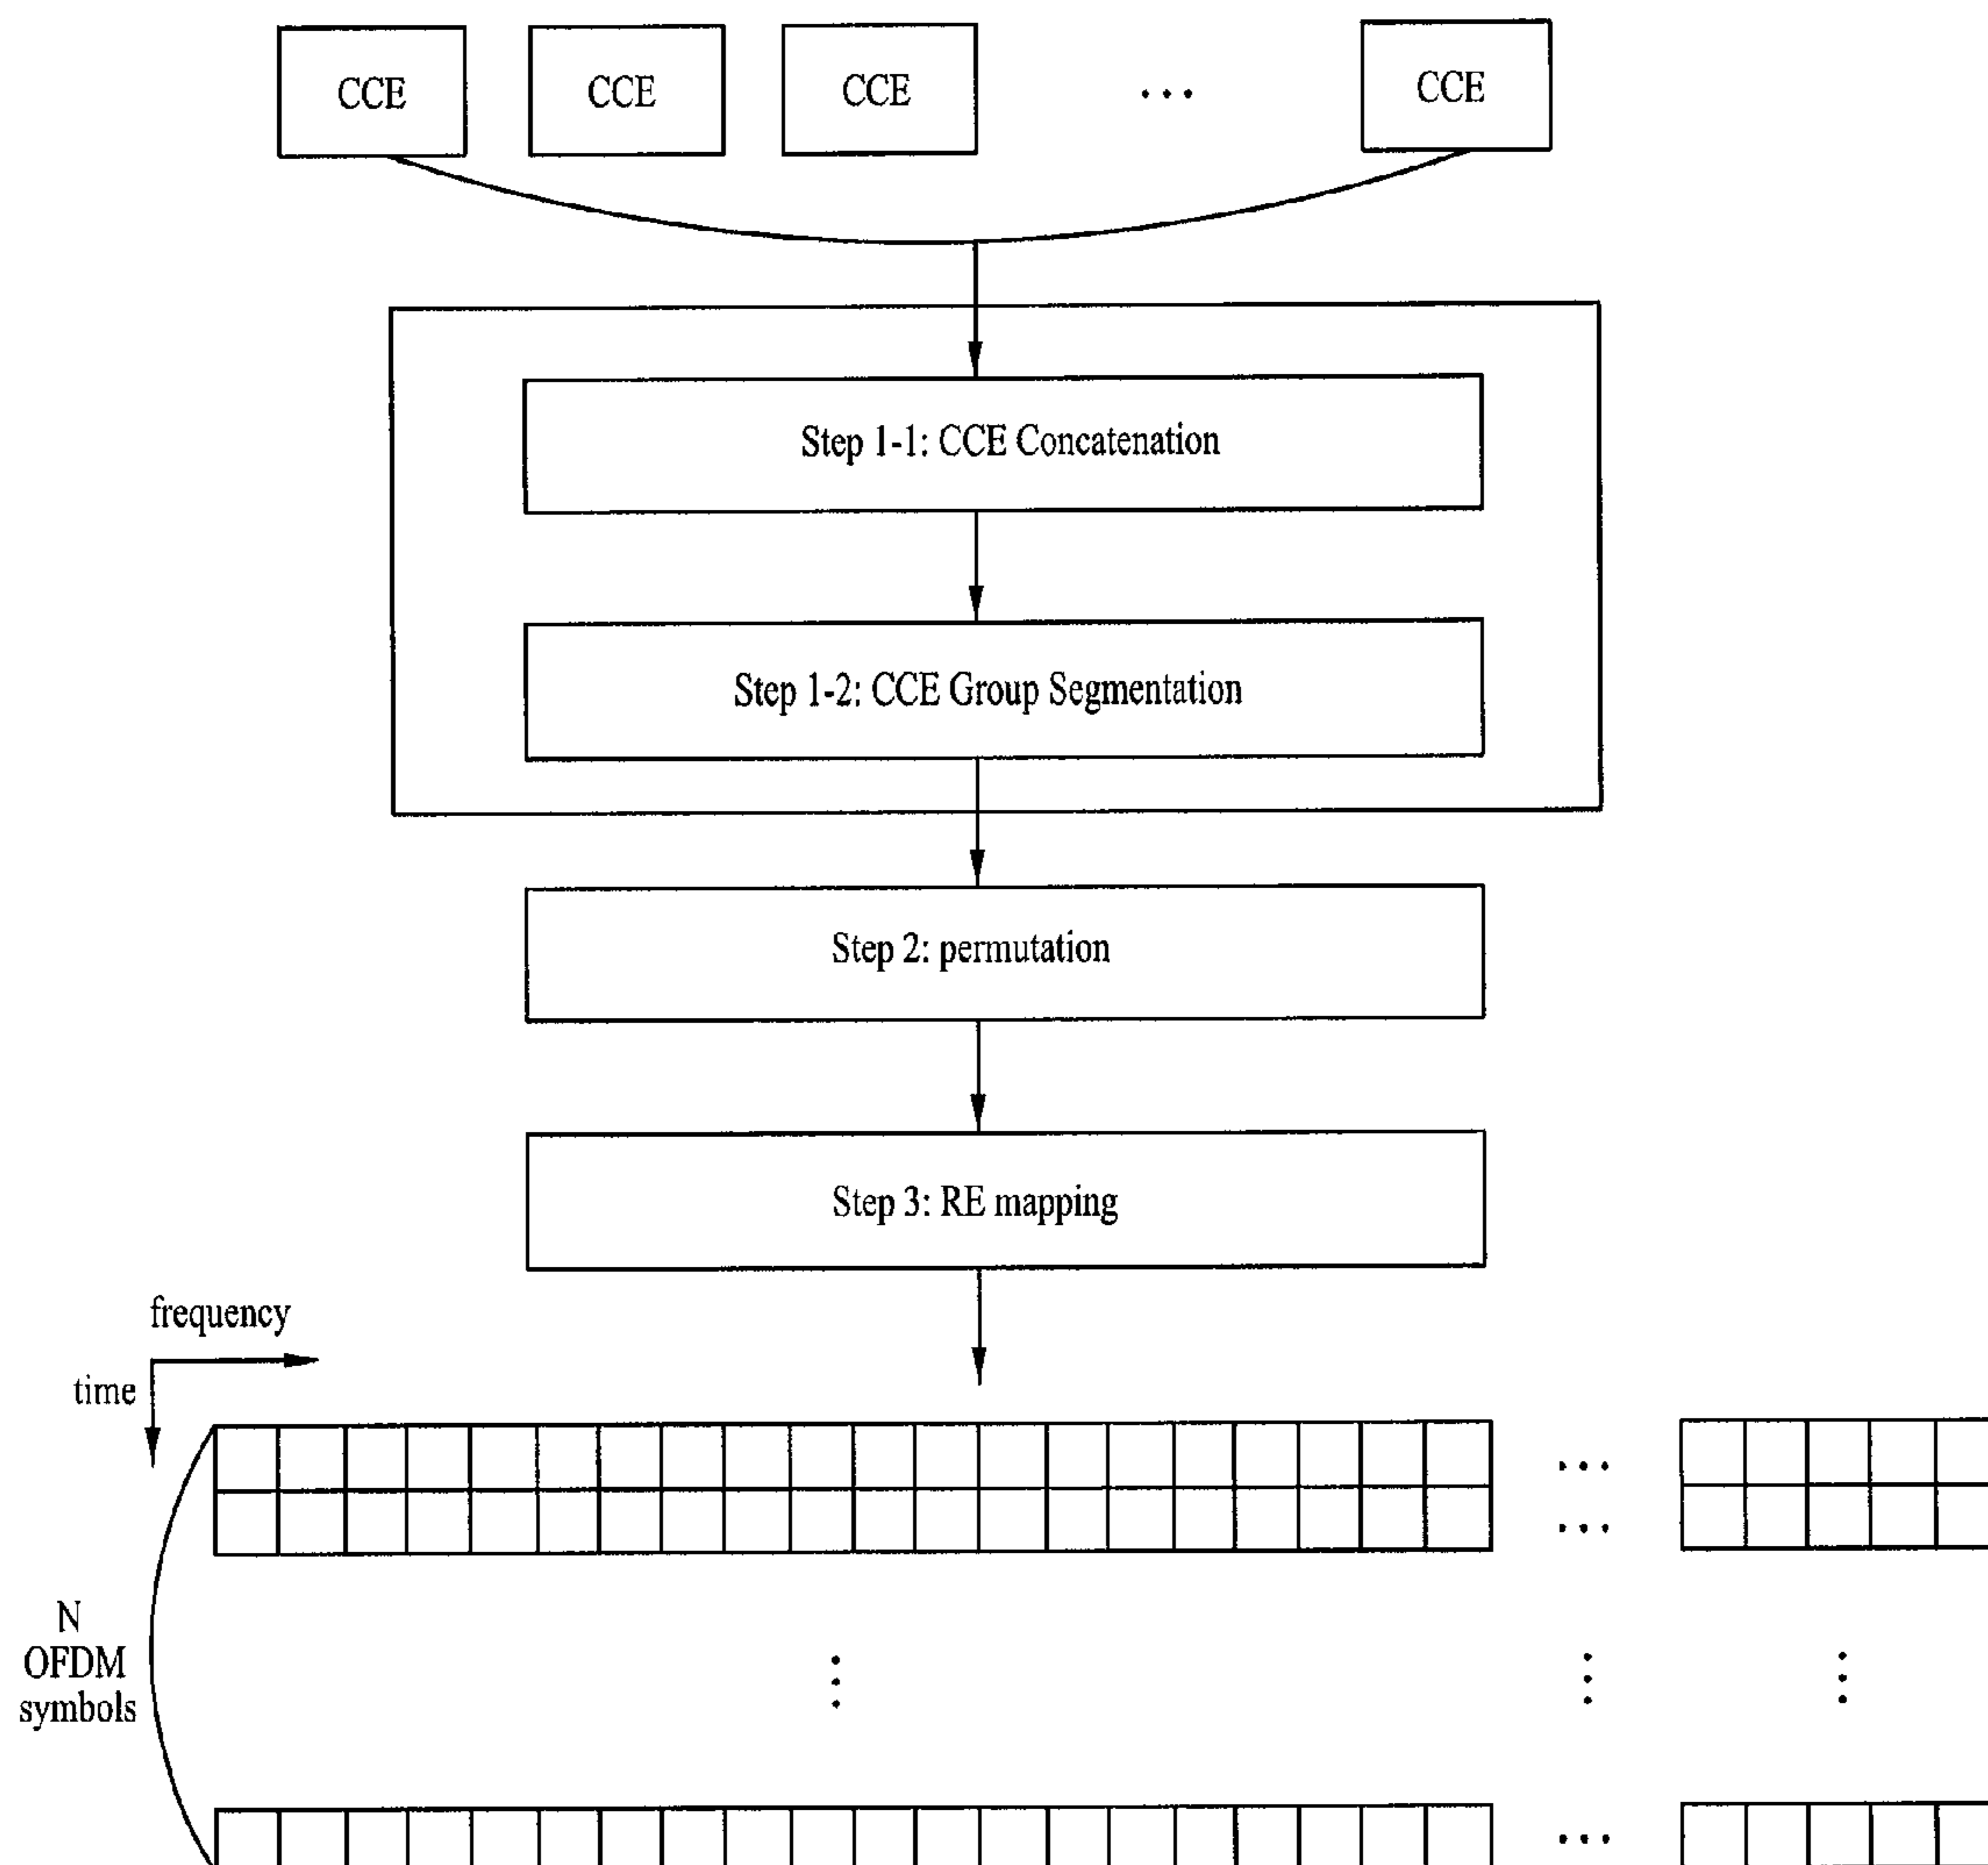 CCE CCE CCE ... CCE
Step 1-1: CCE Concatenation
Step 1-2: CCE Group Segmentation
Step 2: permutation
Step 3: RE mapping
frequency
time
N
OFDM
symbols